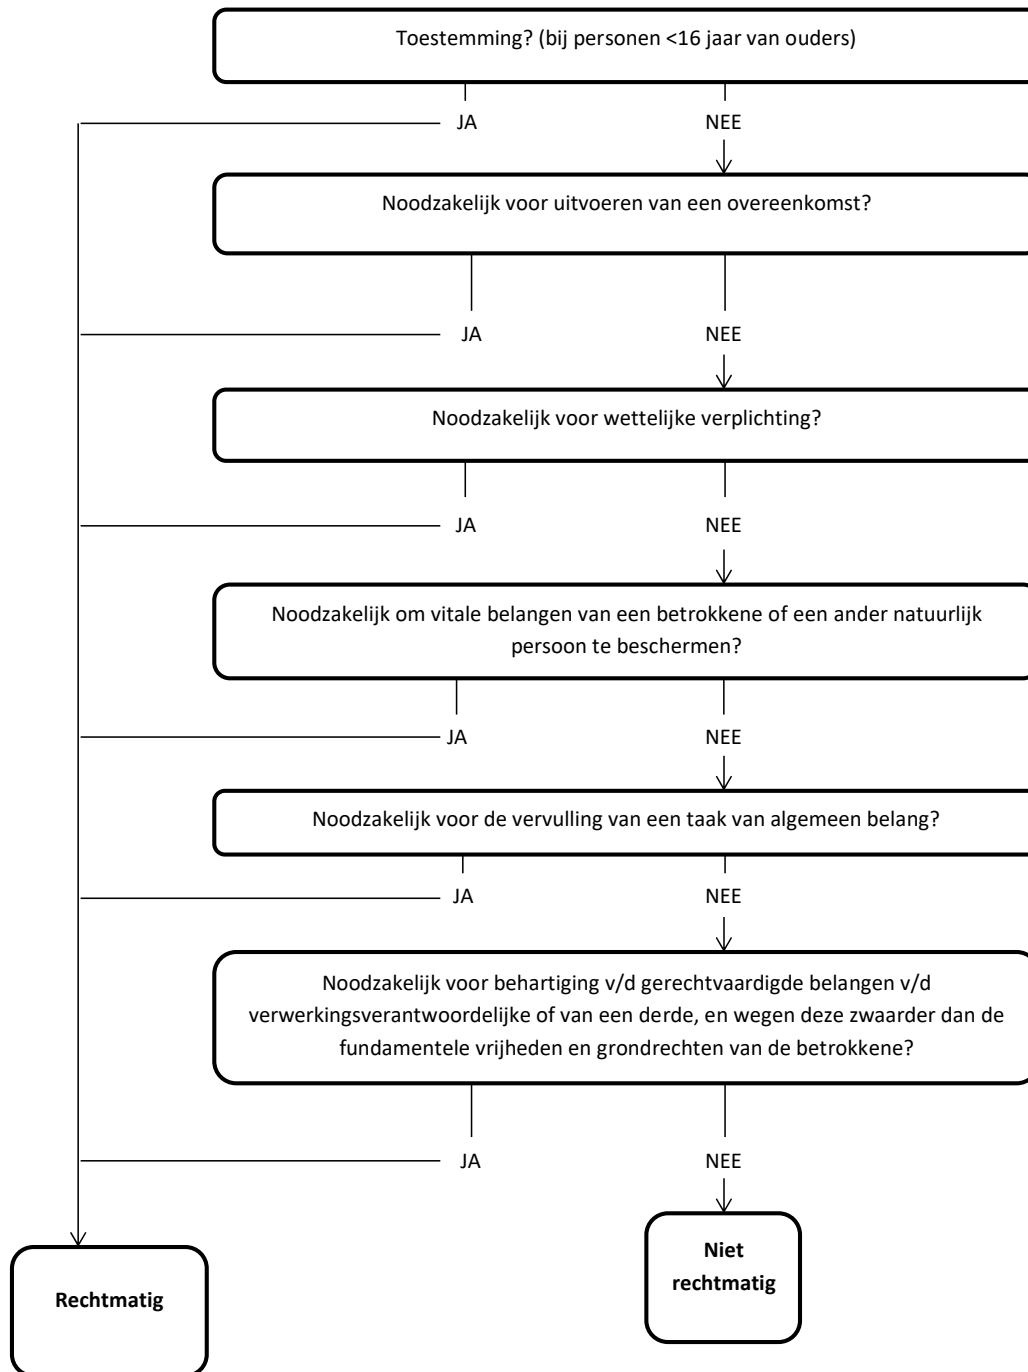 Toestemming? (bij personen <16 jaar van ouders)
JA NEE
Noodzakelijk voor uitvoeren van een overeenkomst?
JA NEE
Noodzakelijk voor wettelijke verplichting?
JA NEE
Noodzakelijk om vitale belangen van een betrokkene of een ander natuurlijk
persoon te beschermen?
JA NEE
Noodzakelijk voor de vervulling van een taak van algemeen belang?
JA NEE
Noodzakelijk voor behartiging v/d gerechtvaardigde belangen v/d
verwerkingsverantwoordelijke of van een derde, en wegen deze zwaarder dan de
fundamentele vrijheden en grondrechten van de betrokkene?
JA NEE
Niet
rechtmatig
Rechtmatig